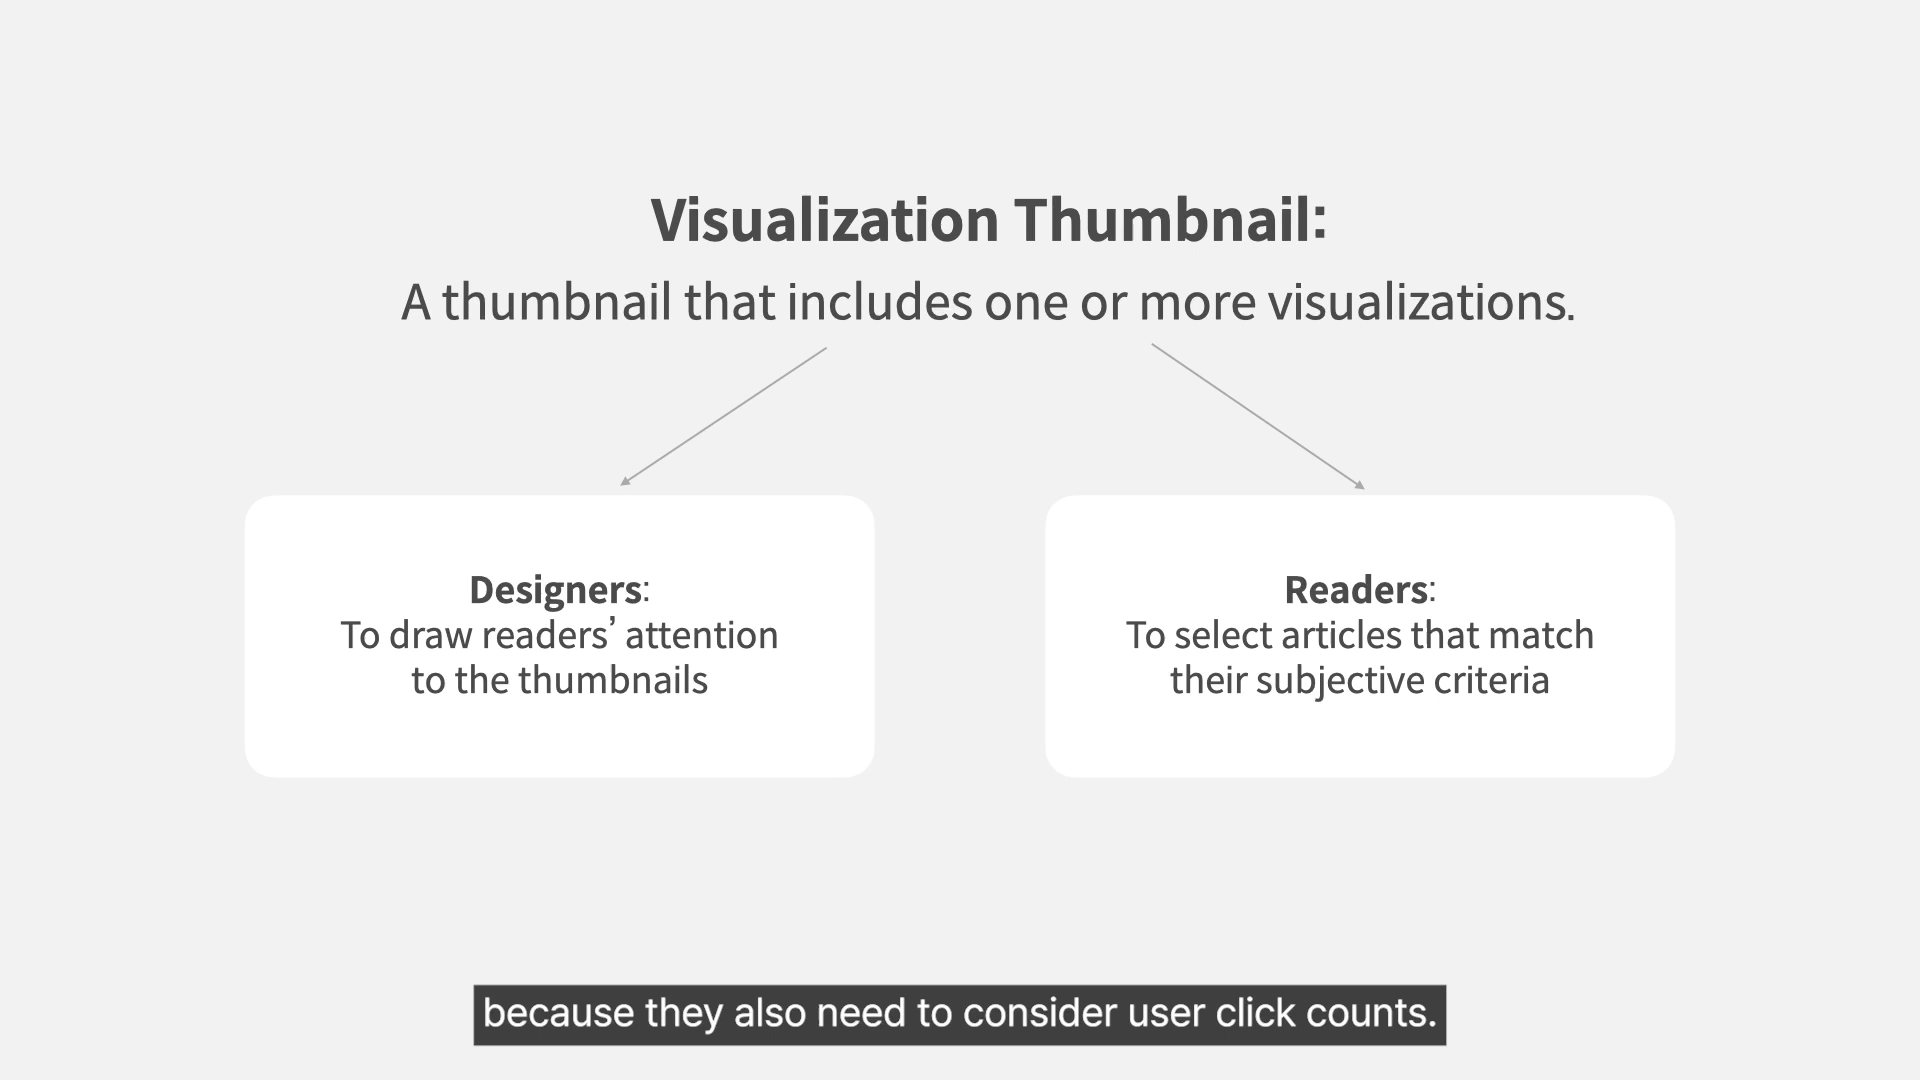 Visualization Thumbnail:
A thumbnail that includes one or more visualizations.
Designers:
To draw readers’ attention
to the thumbnails
Readers:
To select articles that match
their subjective criteria
because they also need to consider user click counts.